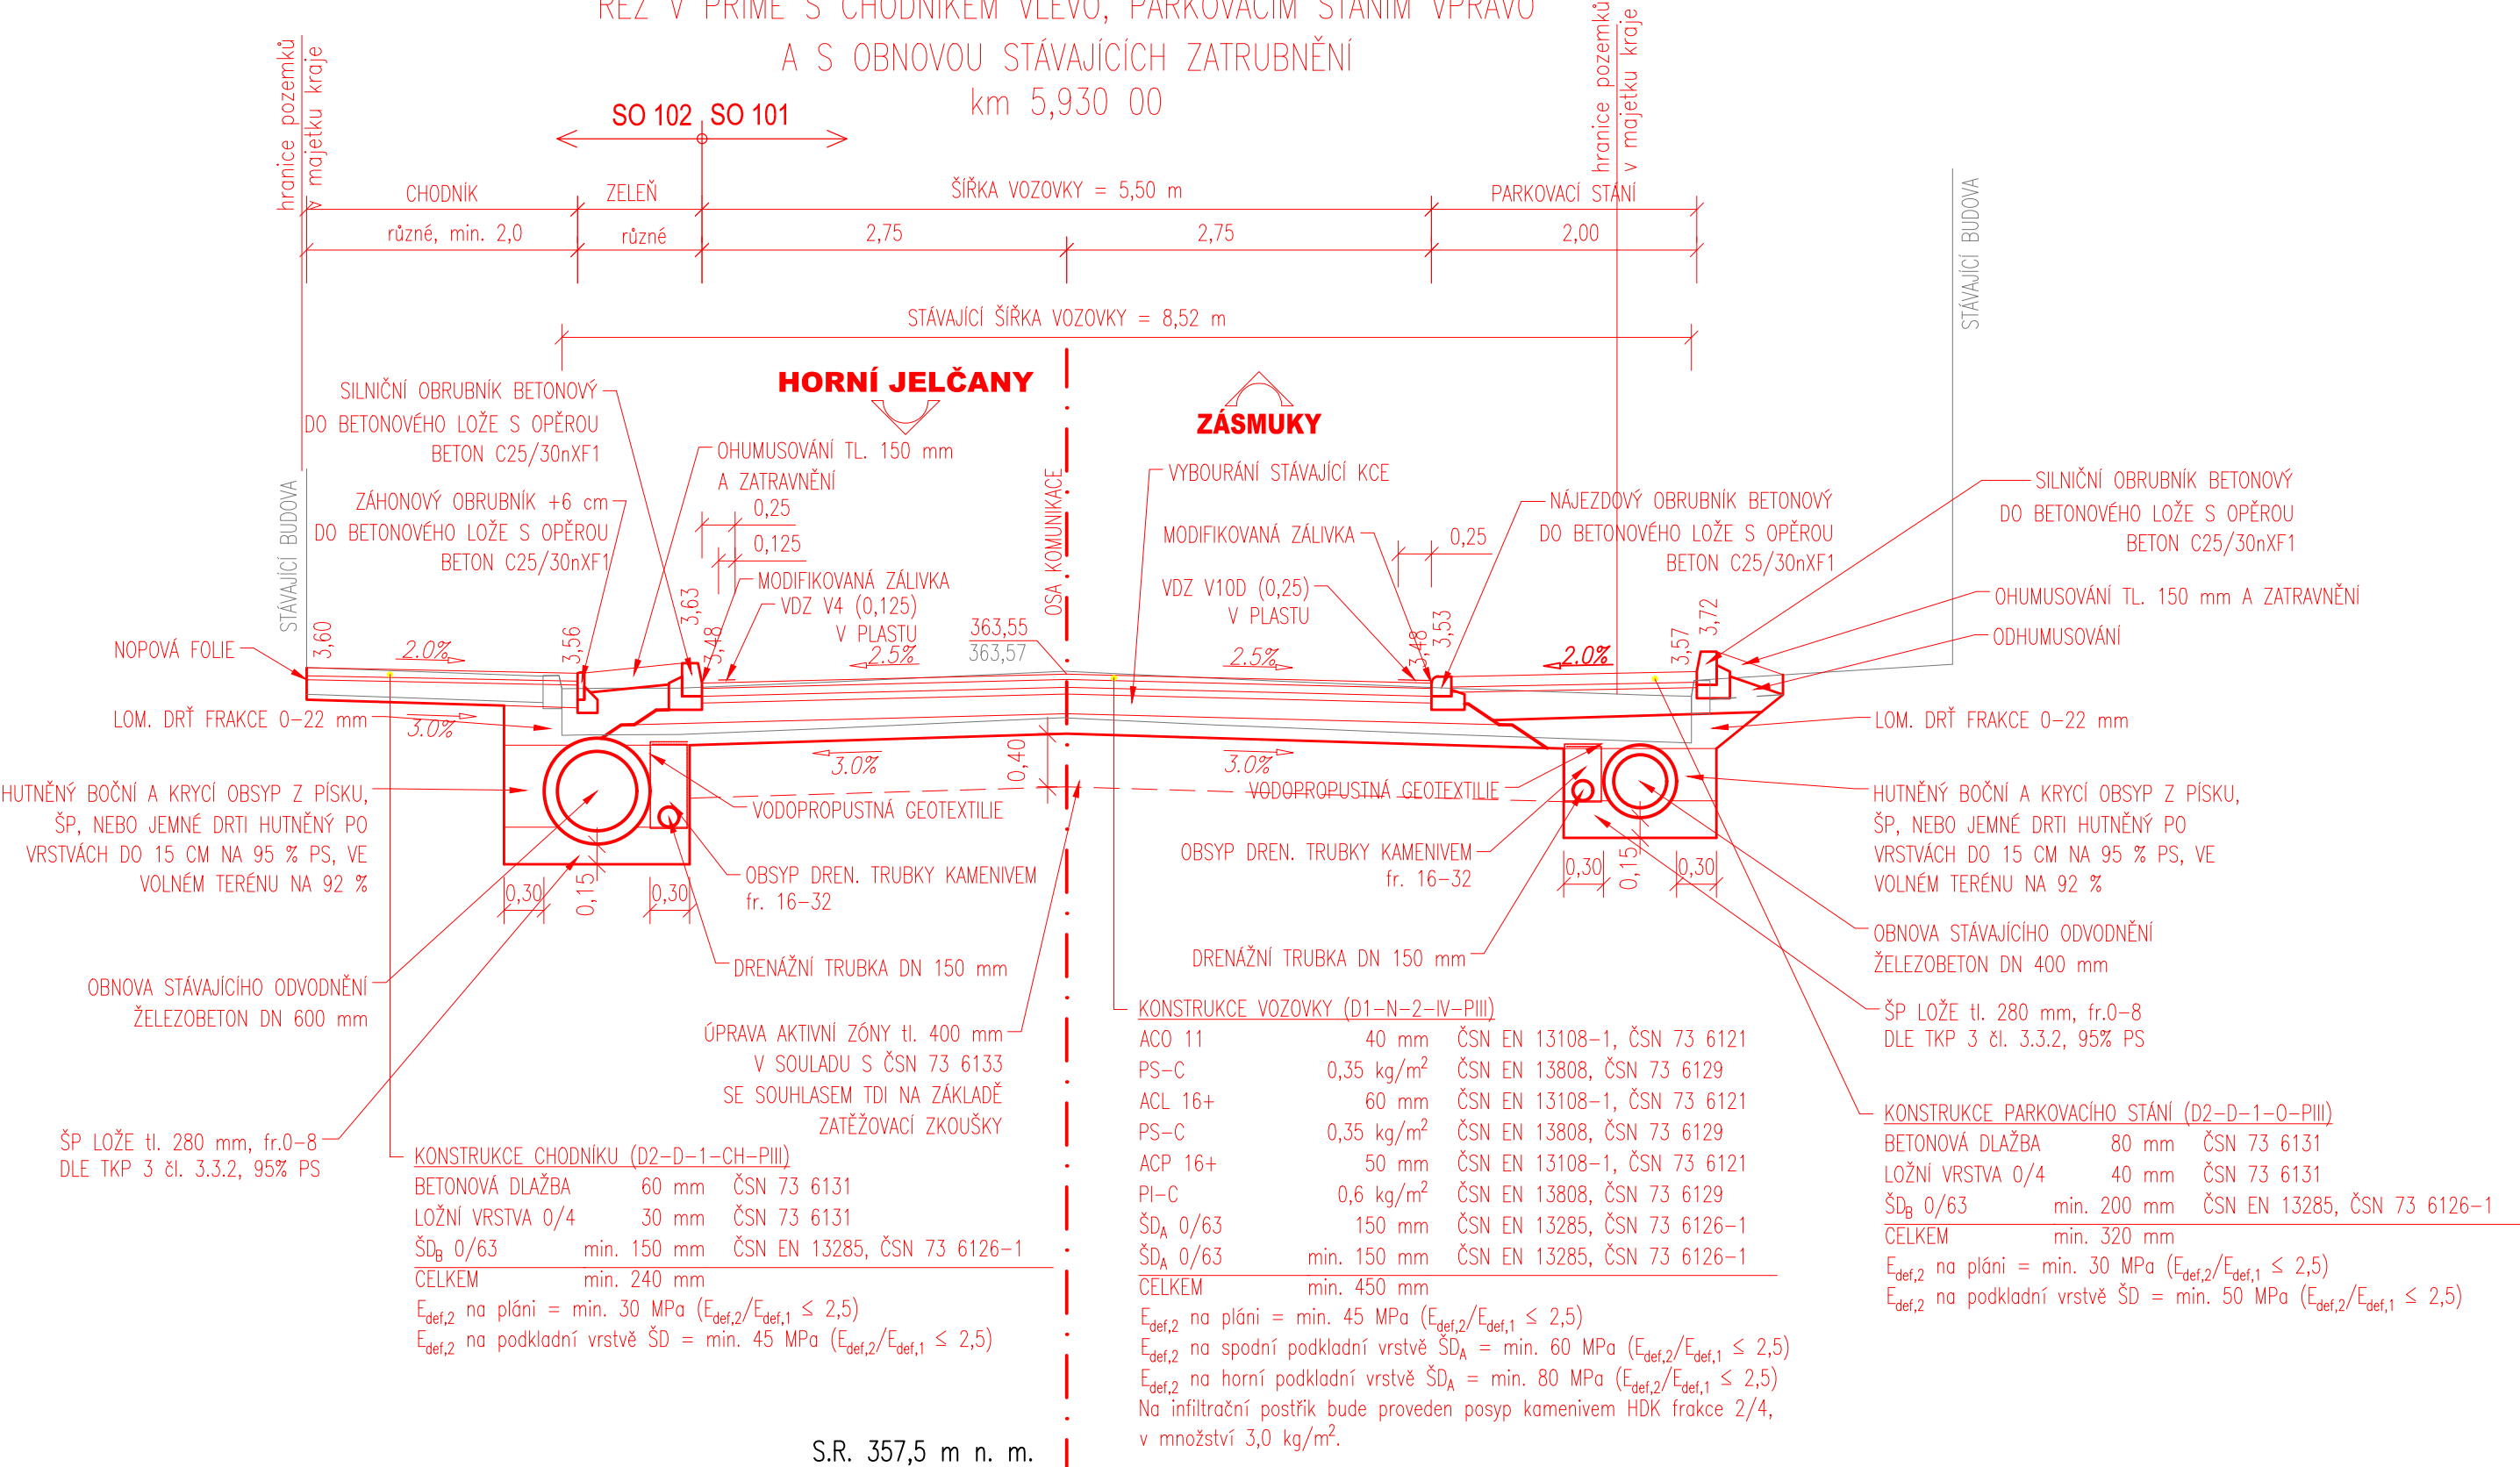 ŘEZ V PŘÍMÉ S CHODNÍKEM VLEVO, PARKOVACÍM STÁNÍM VPRAVO
A S OBNOVOU STÁVAJÍCÍCH ZATRUBNĚNÍ
km 5,930 00
hranice pozemků
v majetku kraje
hranice pozemků
v majetku kraje
SO 102 SO 101
CHODNÍK
ZELEŇ
ŠÍŘKA VOZOVKY = 5,50 m
PARKOVACÍ STÁNÍ
různé, min. 2,0
různé
2,75
2,75
2,00
STÁVAJÍCÍ BUDOVA
STÁVAJÍCÍ ŠÍŘKA VOZOVKY = 8,52 m
HORNÍ JELČANY
ZÁSMUKY
SILNIČNÍ OBRUBNÍK BETONOVÝ
DO BETONOVÉHO LOŽE S OPĚROU
BETON C25/30nXF1
OHUMUSOVÁNÍ TL. 150 mm
A ZATRAVNĚNÍ
ZÁHONOVÝ OBRUBNÍK +6 cm
DO BETONOVÉHO LOŽE S OPĚROU
BETON C25/30nXF1
0,25
0,125
MODIFIKOVANÁ ZÁLIVKA
VDZ V4 (0,125)
V PLASTU
STÁVAJÍCÍ BUDOVA
OSA KOMUNIKACE
VYBOURÁNÍ STÁVAJÍCÍ KCE
MODIFIKOVANÁ ZÁLIVKA
VDZ V10D (0,25)
V PLASTU
0,25
NÁJEZDOVÝ OBRUBNÍK BETONOVÝ
DO BETONOVÉHO LOŽE S OPĚROU
BETON C25/30nXF1
SILNIČNÍ OBRUBNÍK BETONOVÝ
DO BETONOVÉHO LOŽE S OPĚROU
BETON C25/30nXF1
OHUMUSOVÁNÍ TL. 150 mm A ZATRAVNĚNÍ
ODHUMUSOVÁNÍ
NOPOVÁ FOLIE
3,60
2.0%
3,56
3,63
3,48
2.5%
363,55
363,57
2.5%
3,48
3,53
2.0%
3,57
3,72
LOM. DRŤ FRAKCE 0-22 mm
3.0%
3.0%
0,40
3.0%
LOM. DRŤ FRAKCE 0-22 mm
HUTNĚNÝ BOČNÍ A KRYCÍ OBSYP Z PÍSKU,
ŠP, NEBO JEMNÉ DRTI HUTNĚNÝ PO
VRSTVÁCH DO 15 CM NA 95 % PS, VE
VOLNÉM TERÉNU NA 92 %
VODOPROPUSTNÁ GEOTEXTILIE
OBSYP DREN. TRUBKY KAMENIVEM
fr. 16-32
0,30
0,15
0,30
DRENÁŽNÍ TRUBKA DN 150 mm
VODOPROPUSTNÁ GEOTEXTILIE
OBSYP DREN. TRUBKY KAMENIVEM
fr. 16-32
0,30
0,15
0,30
DRENÁŽNÍ TRUBKA DN 150 mm
HUTNĚNÝ BOČNÍ A KRYCÍ OBSYP Z PÍSKU,
ŠP, NEBO JEMNÉ DRTI HUTNĚNÝ PO
VRSTVÁCH DO 15 CM NA 95 % PS, VE
VOLNÉM TERÉNU NA 92 %
OBNOVA STÁVAJÍCÍHO ODVODNĚNÍ
ŽELEZOBETON DN 400 mm
ŠP LOŽE tl. 280 mm, fr.0-8
DLE TKP 3 čl. 3.3.2, 95% PS
OBNOVA STÁVAJÍCÍHO ODVODNĚNÍ
ŽELEZOBETON DN 600 mm
ÚPRAVA AKTIVNÍ ZÓNY tl. 400 mm
V SOULADU S ČSN 73 6133
SE SOUHLASEM TDI NA ZÁKLADĚ
ZATĚŽOVACÍ ZKOUŠKY
ŠP LOŽE tl. 280 mm, fr.0-8
DLE TKP 3 čl. 3.3.2, 95% PS
KONSTRUKCE CHODNÍKU (D2-D-1-CH-PIII)
BETONOVÁ DLAŽBA 60 mm ČSN 73 6131
LOŽNÍ VRSTVA 0/4 30 mm ČSN 73 6131
ŠDB 0/63 min. 150 mm ČSN EN 13285, ČSN 73 6126-1
CELKEM min. 240 mm
Edef,2 na pláni = min. 30 MPa (Edef,2/Edef,1 ≤ 2,5)
Edef,2 na podkladní vrstvě ŠD = min. 45 MPa (Edef,2/Edef,1 ≤ 2,5)
KONSTRUKCE VOZOVKY (D1-N-2-IV-PIII)
ACO 11 40 mm ČSN EN 13108-1, ČSN 73 6121
PS-C 0,35 kg/m² ČSN EN 13808, ČSN 73 6129
ACL 16+ 60 mm ČSN EN 13108-1, ČSN 73 6121
PS-C 0,35 kg/m² ČSN EN 13808, ČSN 73 6129
ACP 16+ 50 mm ČSN EN 13108-1, ČSN 73 6121
PI-C 0,6 kg/m² ČSN EN 13808, ČSN 73 6129
ŠDA 0/63 150 mm ČSN EN 13285, ČSN 73 6126-1
ŠDA 0/63 min. 150 mm ČSN EN 13285, ČSN 73 6126-1
CELKEM min. 450 mm
Edef,2 na pláni = min. 45 MPa (Edef,2/Edef,1 ≤ 2,5)
Edef,2 na spodní podkladní vrstvě ŠDA = min. 60 MPa (Edef,2/Edef,1 ≤ 2,5)
Edef,2 na horní podkladní vrstvě ŠDA = min. 80 MPa (Edef,2/Edef,1 ≤ 2,5)
Na infiltrační postřik bude proveden posyp kamenivem HDK frakce 2/4,
v množství 3,0 kg/m².
KONSTRUKCE PARKOVACÍHO STÁNÍ (D2-D-1-O-PIII)
BETONOVÁ DLAŽBA 80 mm ČSN 73 6131
LOŽNÍ VRSTVA 0/4 40 mm ČSN 73 6131
ŠDB 0/63 min. 200 mm ČSN EN 13285, ČSN 73 6126-1
CELKEM min. 320 mm
Edef,2 na pláni = min. 30 MPa (Edef,2/Edef,1 ≤ 2,5)
Edef,2 na podkladní vrstvě ŠD = min. 50 MPa (Edef,2/Edef,1 ≤ 2,5)
S.R. 357,5 m n. m.